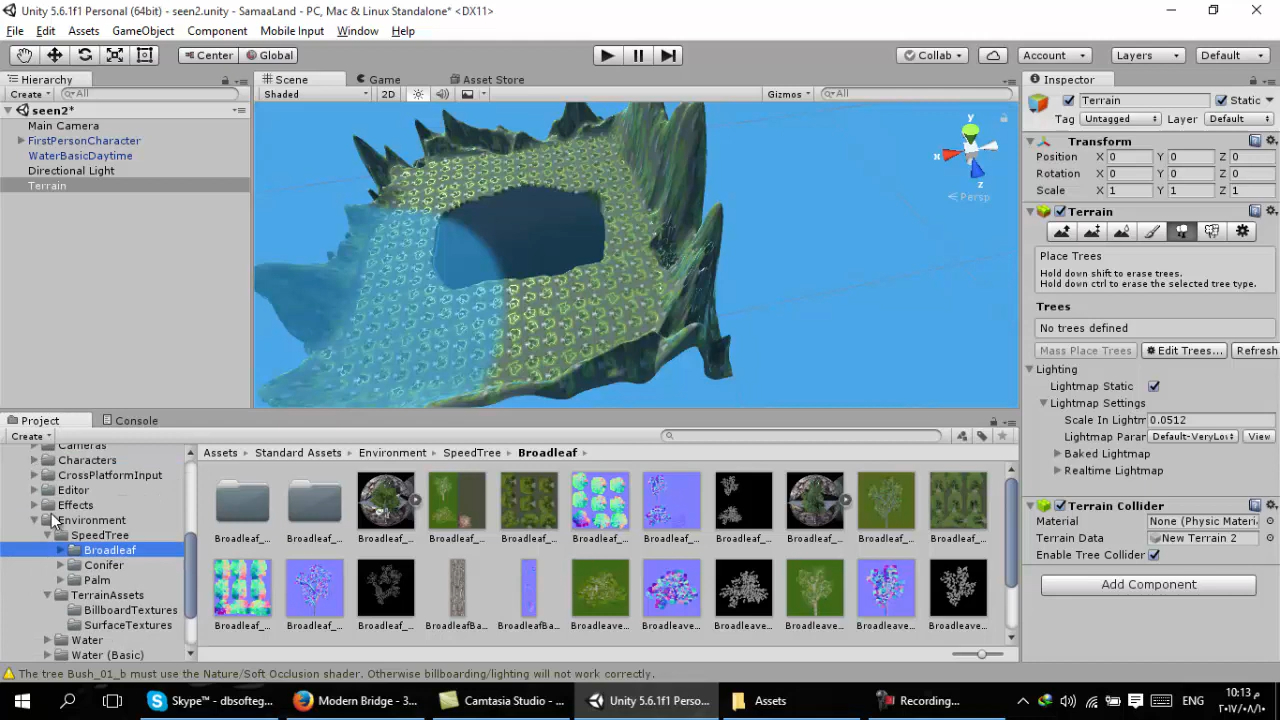 Unity 5.6.1f1 Personal (64bit) - seen2.unity - SamaaLand - PC, Mac & Linux Standalone* <DX11>
File Edit Assets GameObject Component Mobile Input Window Help
Center Global Collab Account Layers Default
Hierarchy Scene Game Asset Store Inspector
Create All Shaded 2D Gizmos All
seen2*
Main Camera
FirstPersonCharacter
WaterBasicDaytime
Directional Light
Terrain
y
x
z
Persp
Terrain Static
Tag Untagged Layer Default
Transform
Position X 0 Y 0 Z 0
Rotation X 0 Y 0 Z 0
Scale X 1 Y 1 Z 1
Terrain
Place Trees
Hold down shift to erase trees.
Hold down ctrl to erase the selected tree type.
Trees
No trees defined
Mass Place Trees Edit Trees... Refresh
Lighting
Lightmap Static
Lightmap Settings
Scale In Lightm 0.0512
Lightmap Parar Default-VeryLov View
Baked Lightmap
Realtime Lightmap
Terrain Collider
Material None (Physic Materi
Terrain Data New Terrain 2
Enable Tree Collider
Add Component
Project Console
Create
Cameras
Characters
CrossPlatformInput
Editor
Effects
Environment
SpeedTree
Broadleaf
Conifer
Palm
TerrainAssets
BillboardTextures
SurfaceTextures
Water
Water (Basic)
Assets Standard Assets Environment SpeedTree Broadleaf
Broadleaf_... Broadleaf_... Broadleaf_... Broadleaf_... Broadleaf_... Broadleaf_... Broadleaf_... Broadleaf_... Broadleaf_... Broadleaf_... Broadleaf_...
Broadleaf_... Broadleaf_... Broadleaf_... BroadleafBa... BroadleafBa... Broadleave... Broadleave... Broadleave... Broadleave... Broadleave... Broadleave...
The tree Bush_01_b must use the Nature/Soft Occlusion shader. Otherwise billboarding/lighting will not work correctly.
Skype™ - dbsofteg... Modern Bridge - 3... Camtasia Studio - ... Unity 5.6.1f1 Perso... Assets Recording... ENG
10:13 م
٢٠١٧/٠٨/١٠